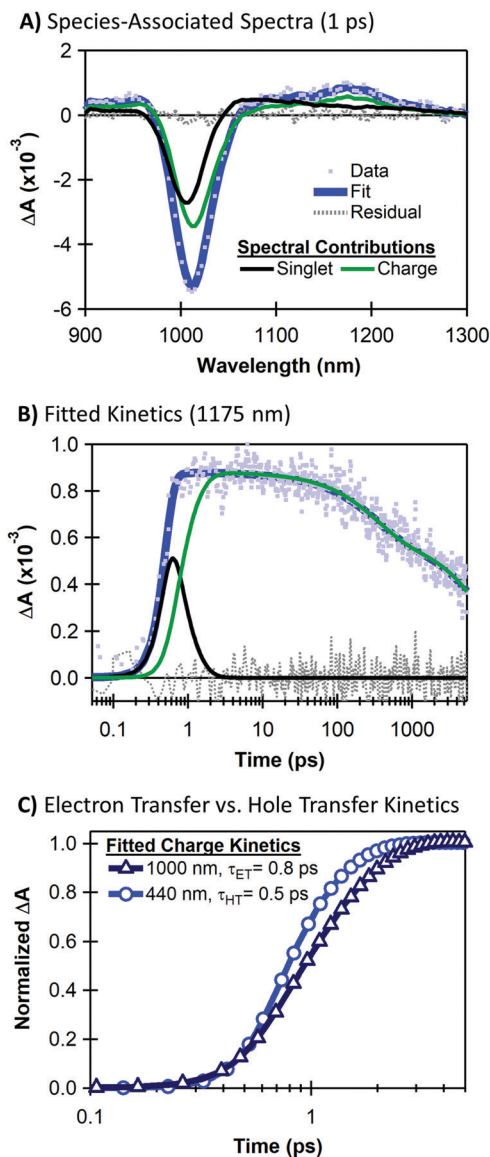 A) Species-Associated Spectra (1 ps)
2
0
-2
-4
-6
ΔA (x10⁻³)
Data
Fit
Residual
Spectral Contributions
Singlet Charge
900 1000 1100 1200 1300
Wavelength (nm)
B) Fitted Kinetics (1175 nm)
1.0
0.8
0.6
0.4
0.2
0.0
ΔA (x10⁻³)
0.1 1 10 100 1000
Time (ps)
C) Electron Transfer vs. Hole Transfer Kinetics
1.0
0.8
0.6
0.4
0.2
0.0
Normalized ΔA
Fitted Charge Kinetics
1000 nm, τET= 0.8 ps
440 nm, τHT= 0.5 ps
0.1 1
Time (ps)